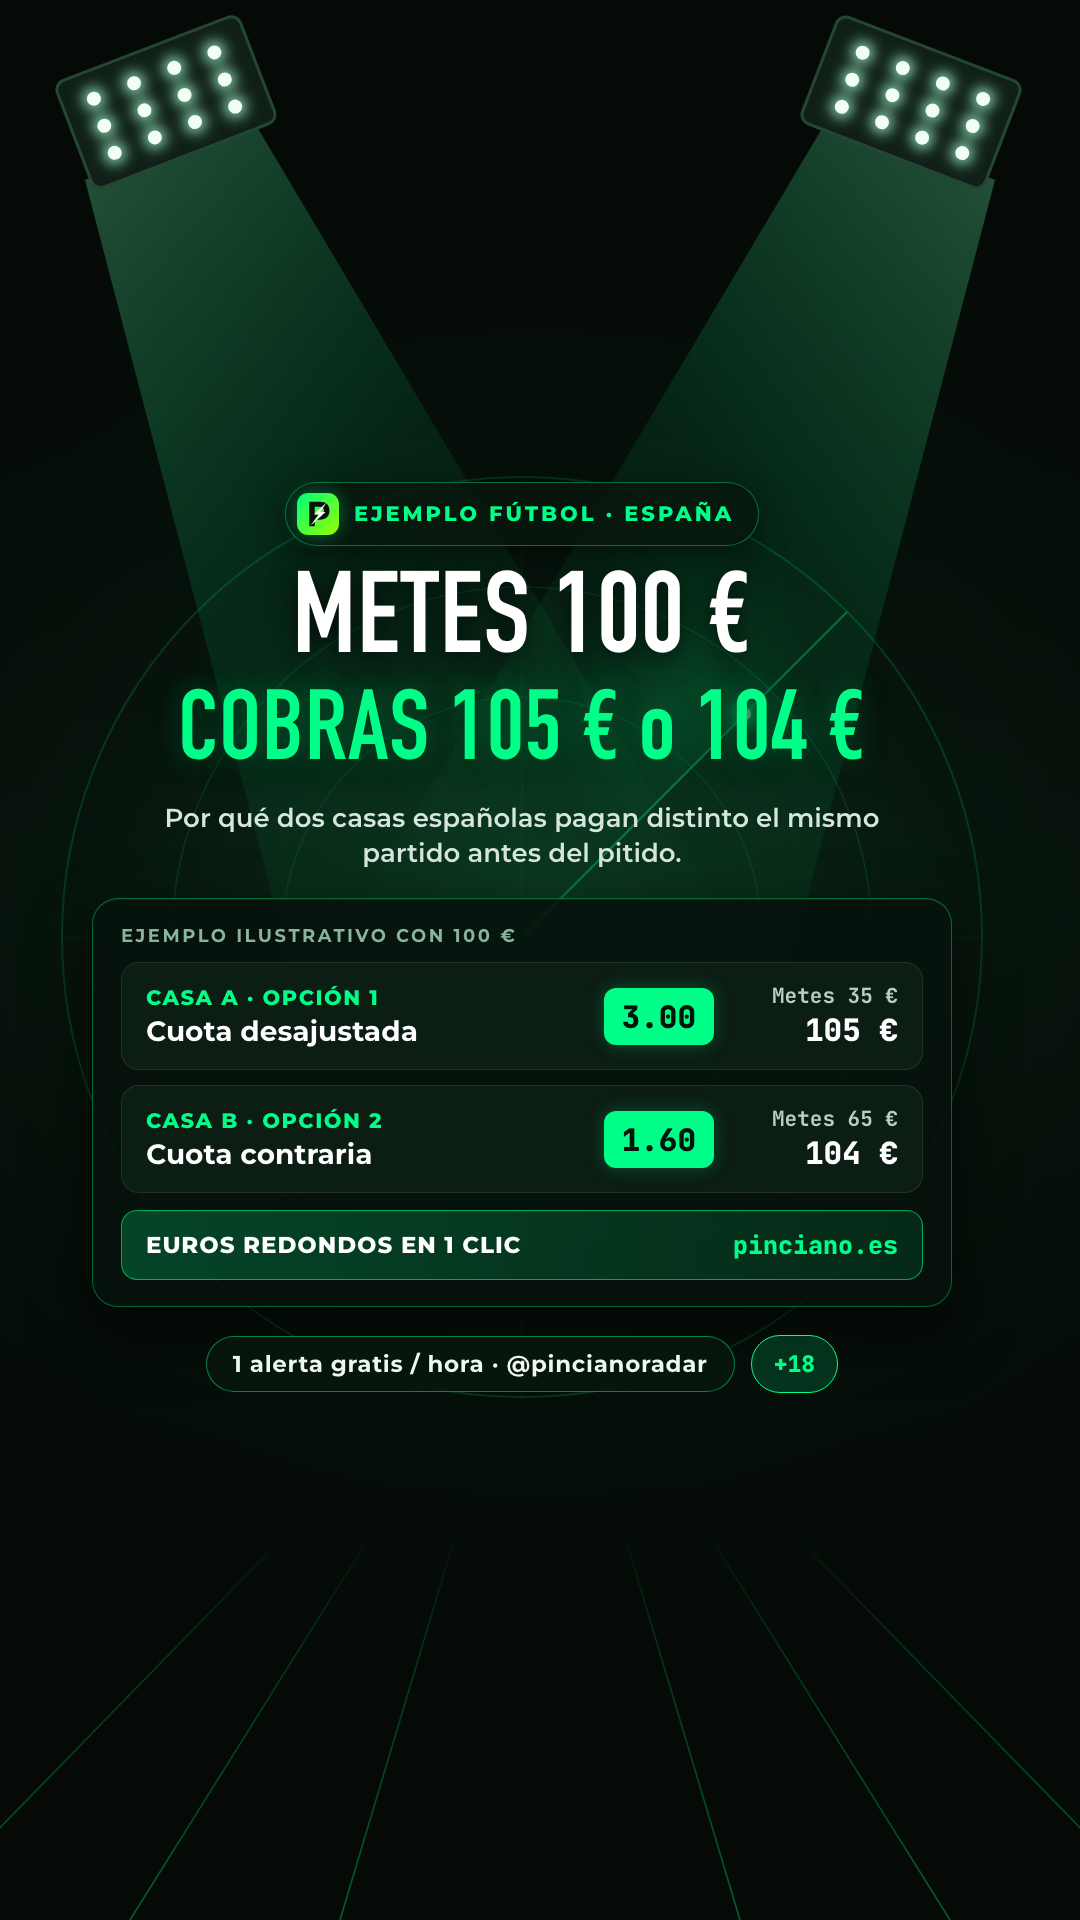 P
EJEMPLO FÚTBOL · ESPAÑA
METES 100 €
COBRAS 105 € o 104 €
Por qué dos casas españolas pagan distinto el mismo
partido antes del pitido.
EJEMPLO ILUSTRATIVO CON 100 €
CASA A · OPCIÓN 1
Cuota desajustada
3.00
Metes 35 €
105 €
CASA B · OPCIÓN 2
Cuota contraria
1.60
Metes 65 €
104 €
EUROS REDONDOS EN 1 CLIC
pinciano.es
1 alerta gratis / hora · @pincianoradar
+18